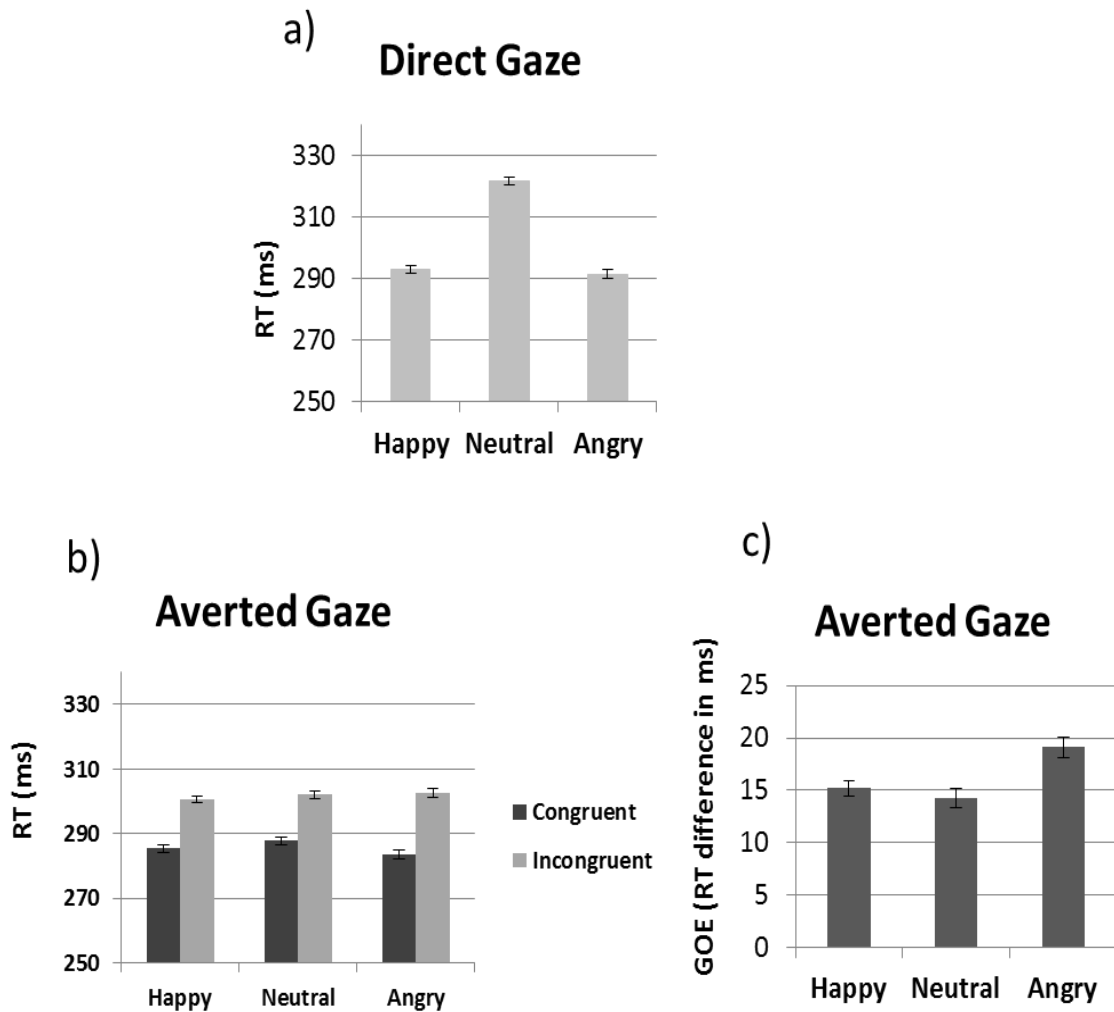 a)
Direct Gaze
RT (ms)
330
310
290
270
250
Happy Neutral Angry
b)
Averted Gaze
RT (ms)
330
310
290
270
250
Happy Neutral Angry
Congruent
Incongruent
c)
Averted Gaze
GOE (RT difference in ms)
25
20
15
10
5
0
Happy Neutral Angry